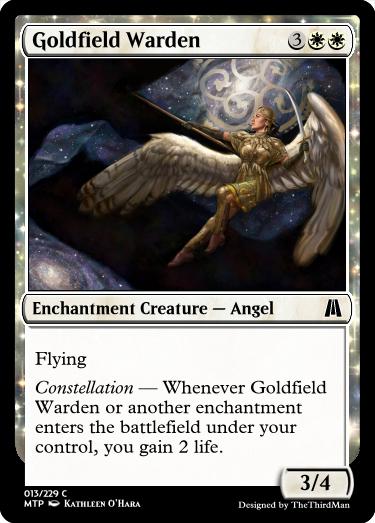 Goldfield Warden 3
Enchantment Creature — Angel
Flying
Constellation — Whenever Goldfield
Warden or another enchantment
enters the battlefield under your
control, you gain 2 life.
3/4
013/229 C
MTP Kathleen O'Hara
Designed by TheThirdMan